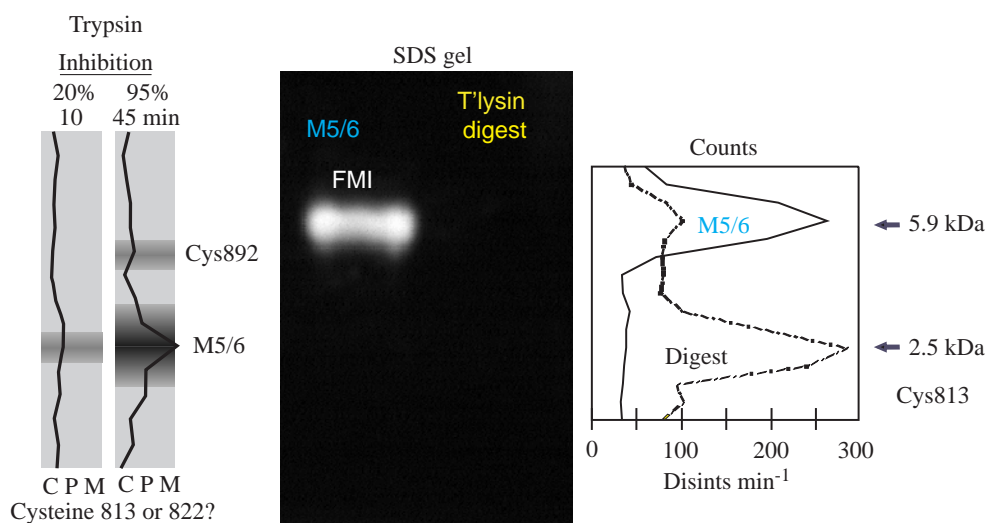 Trypsin
Inhibition
20% 95%
10 45 min
Cys892
M5/6
C P M C P M
Cysteine 813 or 822?
SDS gel
M5/6
T'lysin
digest
FMI
Counts
M5/6
5.9 kDa
Digest
2.5 kDa
Cys813
0 100 200 300
Disints min-1